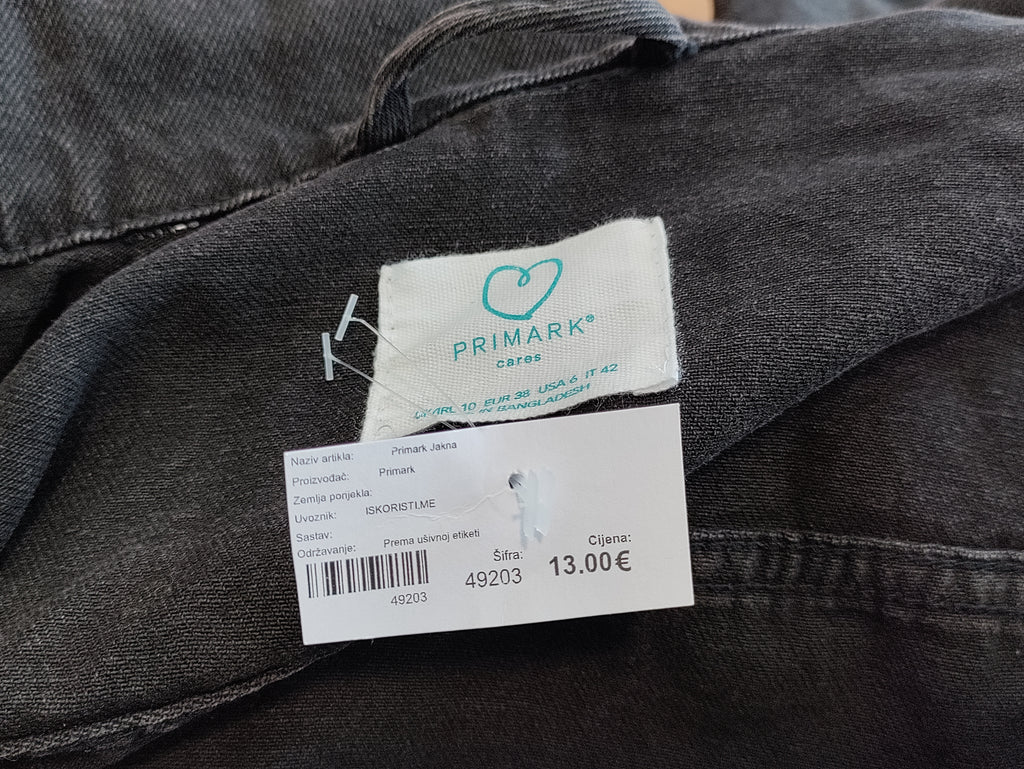 PRIMARK®
cares
UK/IRL 10 EUR 38 USA 6 IT 42
IN BANGLADESH
Naziv artikla: Primark Jakna
Proizvođač: Primark
Zemlja porijekla:
Uvoznik: ISKORISTI.ME
Sastav:
Održavanje: Prema ušivnoj etiketi
Šifra: Cijena:
49203 13.00€
49203